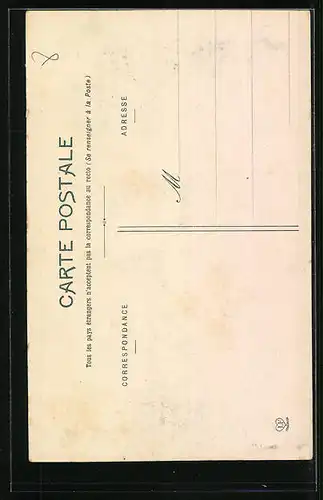 CARTE POSTALE
Tous les pays étrangers n'acceptent pas la correspondance au recto (Se renseigner à la Poste)
CORRESPONDANCE
ADRESSE
M
8